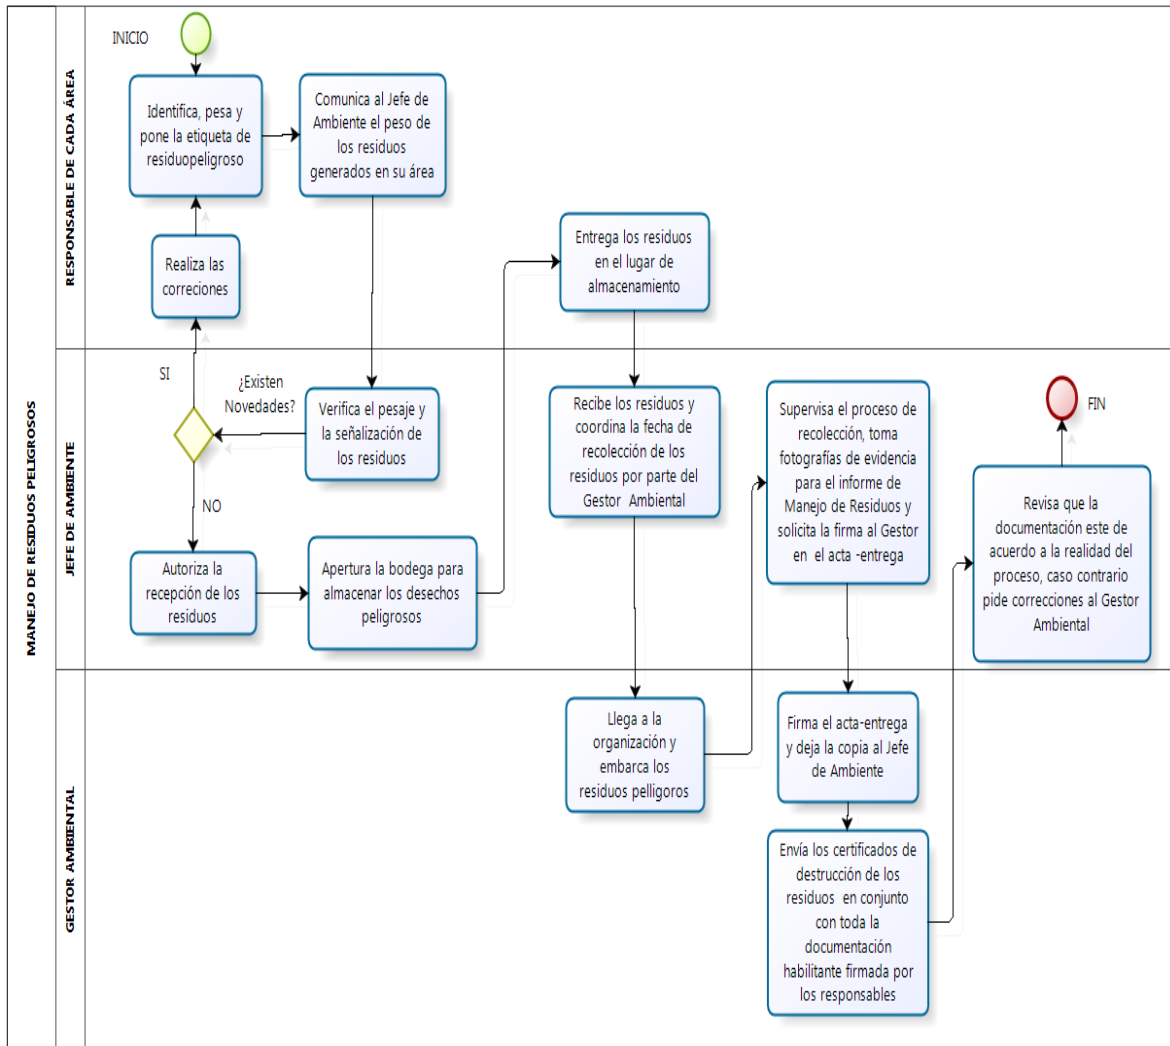 MANEJO DE RESIDUOS PELIGROSOS
RESPONSABLE DE CADA ÁREA
INICIO
Identifica, pesa y
pone la etiqueta de
residuopeligroso
Comunica al Jefe de
Ambiente el peso de
los residuos
generados en su área
Realiza las
correciones
Entrega los residuos
en el lugar de
almacenamiento
JEFE DE AMBIENTE
SI
¿Existen
Novedades?
NO
Verifica el pesaje y
la señalización de
los residuos
Autoriza la
recepción de los
residuos
Apertura la bodega para
almacenar los desechos
peligrosos
Recibe los residuos y
coordina la fecha de
recolección de los
residuos por parte del
Gestor Ambiental
Supervisa el proceso de
recolección, toma
fotografías de evidencia
para el informe de
Manejo de Residuos y
solicita la firma al Gestor
en el acta -entrega
FIN
Revisa que la
documentación este de
acuerdo a la realidad del
proceso, caso contrario
pide correcciones al Gestor
Ambiental
GESTOR AMBIENTAL
Llega a la
organización y
embarca los
residuos pelligoros
Firma el acta-entrega
y deja la copia al Jefe
de Ambiente
Envía los certificados de
destrucción de los
residuos en conjunto
con toda la
documentación
habilitante firmada por
los responsables